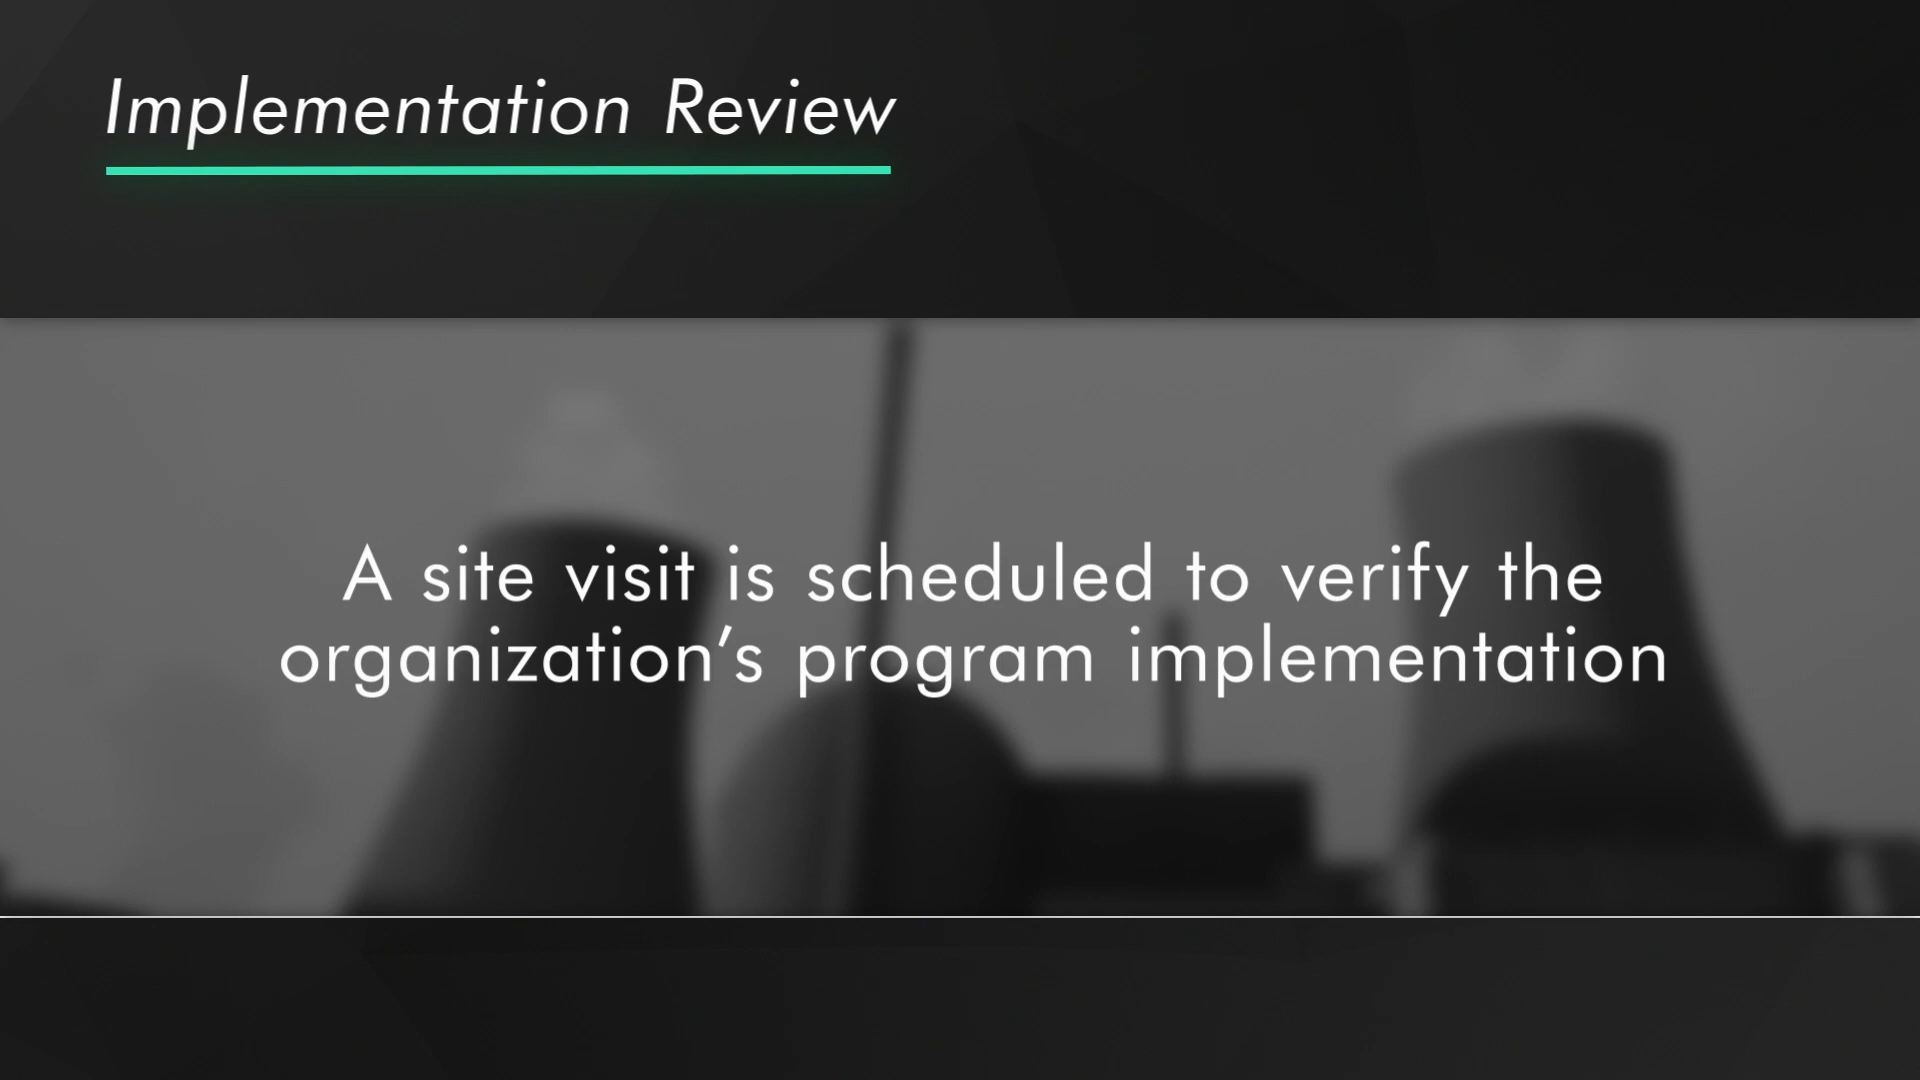 Implementation Review
A site visit is scheduled to verify the
organization’s program implementation